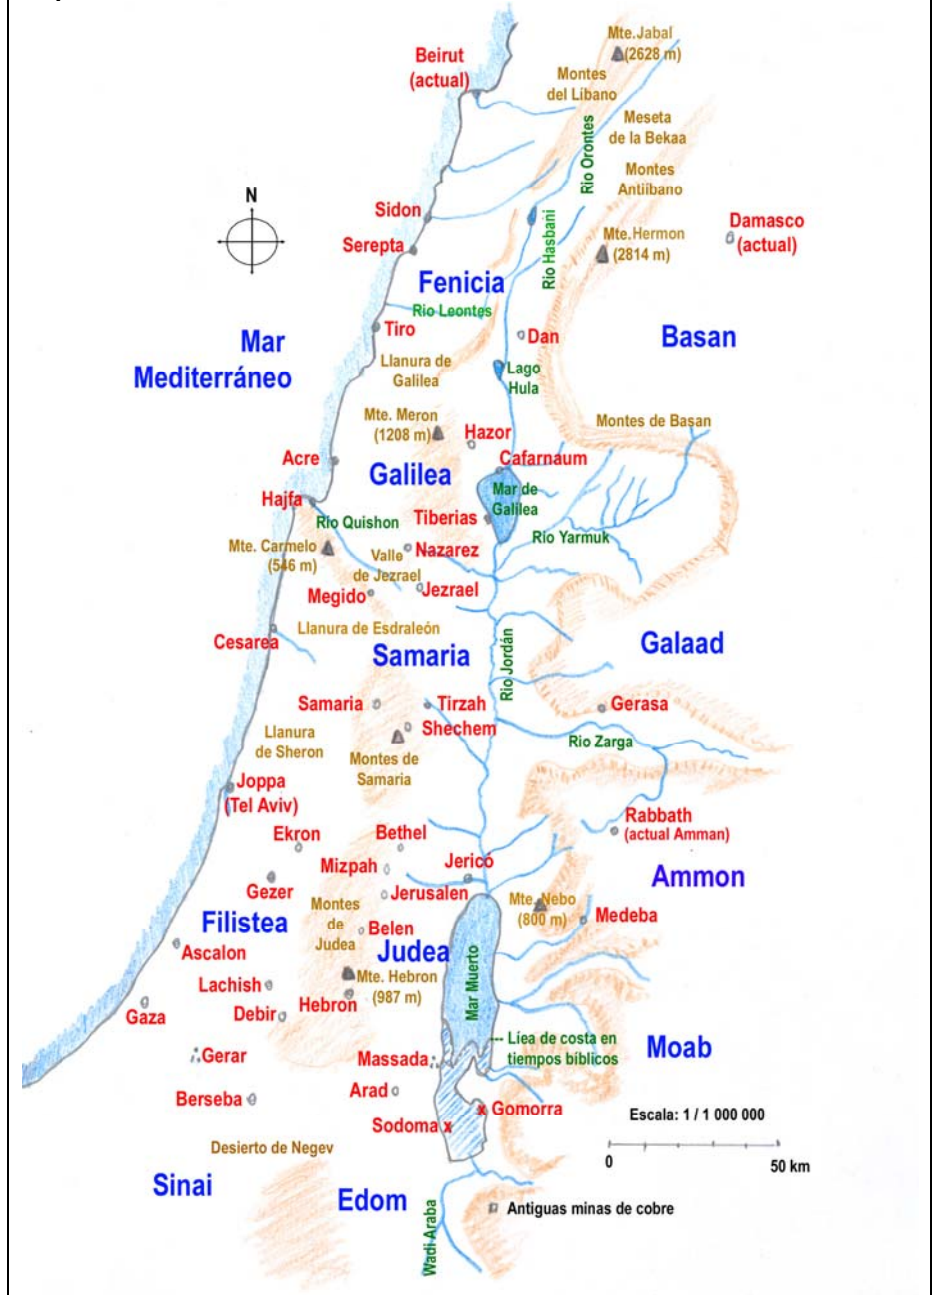 Mte.Jabal
(2628 m)
Beirut
(actual)
Montes
del Líbano
Meseta
de la Bekaa
Rio Orontes
Montes
Antiíbano
N
Sidon
Damasco
(actual)
Serepta
Mte.Hermon
(2814 m)
Rio Hasbañi
Fenicia
Rio Leontes
Tiro
Dan
Basan
Mar
Mediterráneo
Llanura de
Galilea
Lago
Hula
Mte. Meron
(1208 m)
Hazor
Montes de Basan
Acre
Cafarnaum
Galilea
Mar de
Galilea
Hajfa
Rio Quishon
Tiberias
Rio Yarmuk
Mte. Carmelo
(546 m)
Valle
de Jezrael
Nazarez
Megido
Jezrael
Cesarea
Llanura de Esdraleón
Samaria
Rio Jordán
Galaad
Samaria
Tirzah
Gerasa
Shechem
Llanura
de Sheron
Montes de
Samaria
Rio Zarga
Joppa
(Tel Aviv)
Rabbath
(actual Amman)
Ekron
Bethel
Mizpah
Jericó
Gezer
Jerusalen
Ammon
Mte. Nebo
(800 m)
Medeba
Montes
de
Judea
Filistea
Belen
Judea
Ascalon
Mar Muerto
Lachish
Mte. Hebron
(987 m)
Hebron
Gaza
Debir
Líea de costa en
tiempos bíblicos
Moab
Gerar
Massada
Berseba
Arad
Gomorra
Sodoma
Escala: 1 / 1 000 000
0
50 km
Desierto de Negev
Sinai
Edom
Wadi Araba
Antiguas minas de cobre